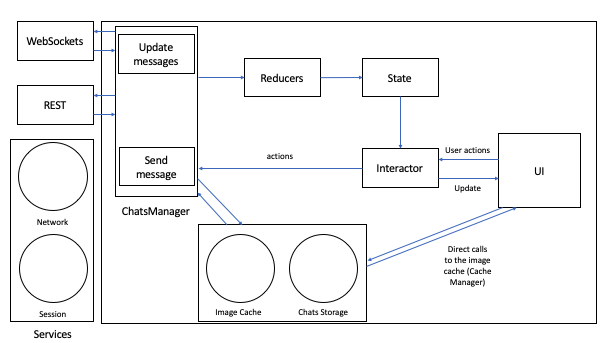 WebSockets
Update
messages
Reducers
State
REST
Send
message
actions
Interactor
User actions
Update
UI
ChatsManager
Network
Session
Services
Image Cache
Chats Storage
Direct calls
to the image
cache (Cache
Manager)